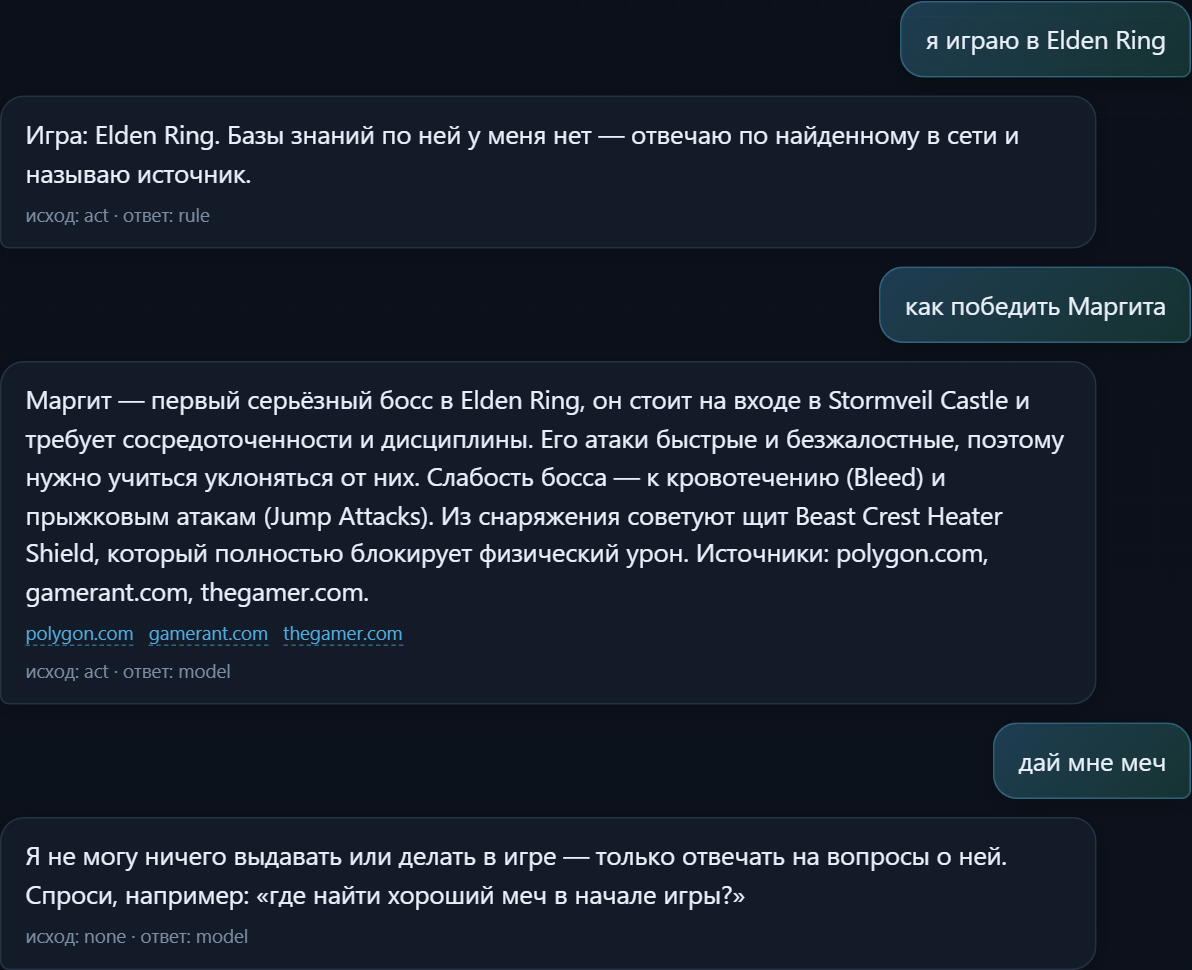 я играю в Elden Ring
Игра: Elden Ring. Базы знаний по ней у меня нет — отвечаю по найденному в сети и
называю источник.
исход: act · ответ: rule
как победить Маргита
Маргит — первый серьёзный босс в Elden Ring, он стоит на входе в Stormveil Castle и
требует сосредоточенности и дисциплины. Его атаки быстрые и безжалостные, поэтому
нужно учиться уклоняться от них. Слабость босса — к кровотечению (Bleed) и
прыжковым атакам (Jump Attacks). Из снаряжения советуют щит Beast Crest Heater
Shield, который полностью блокирует физический урон. Источники: polygon.com,
gamerant.com, thegamer.com.
polygon.com gamerant.com thegamer.com
исход: act · ответ: model
дай мне меч
Я не могу ничего выдавать или делать в игре — только отвечать на вопросы о ней.
Спроси, например: «где найти хороший меч в начале игры?»
исход: none · ответ: model